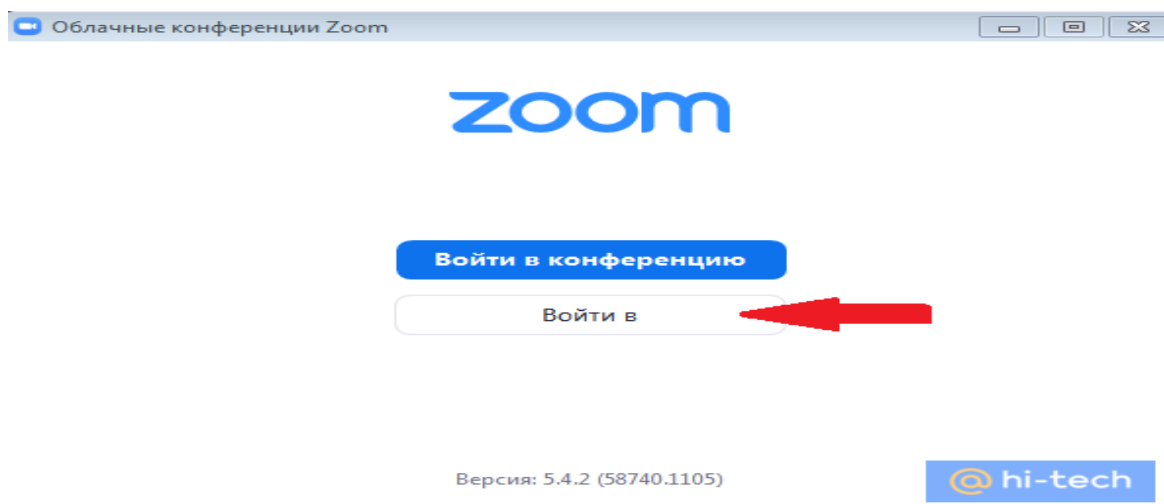 Облачные конференции Zoom
zoom
Войти в конференцию
Войти в
Версия: 5.4.2 (58740.1105)
@ hi-tech